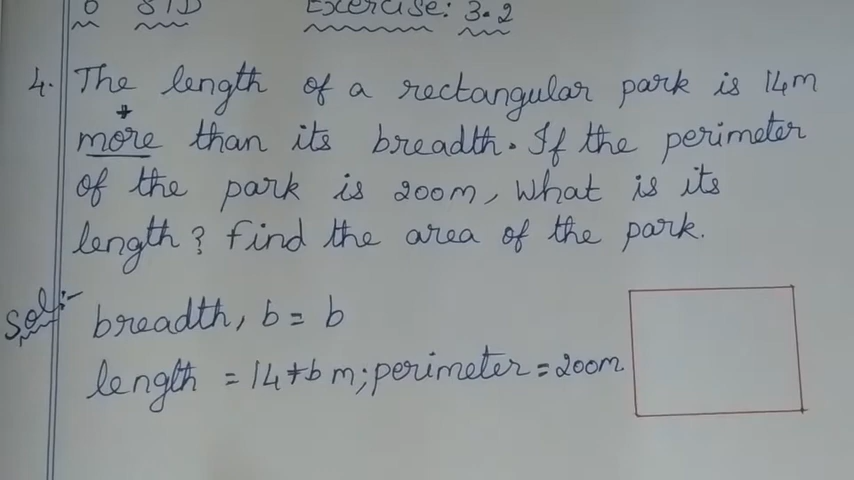 STD Exercise: 3.2
4. The length of a rectangular park is 14m
+
more than its breadth. If the perimeter
of the park is 200m, what is its
length? Find the area of the park.
Sol:-
breadth, b = b
length = 14+b m; perimeter = 200m